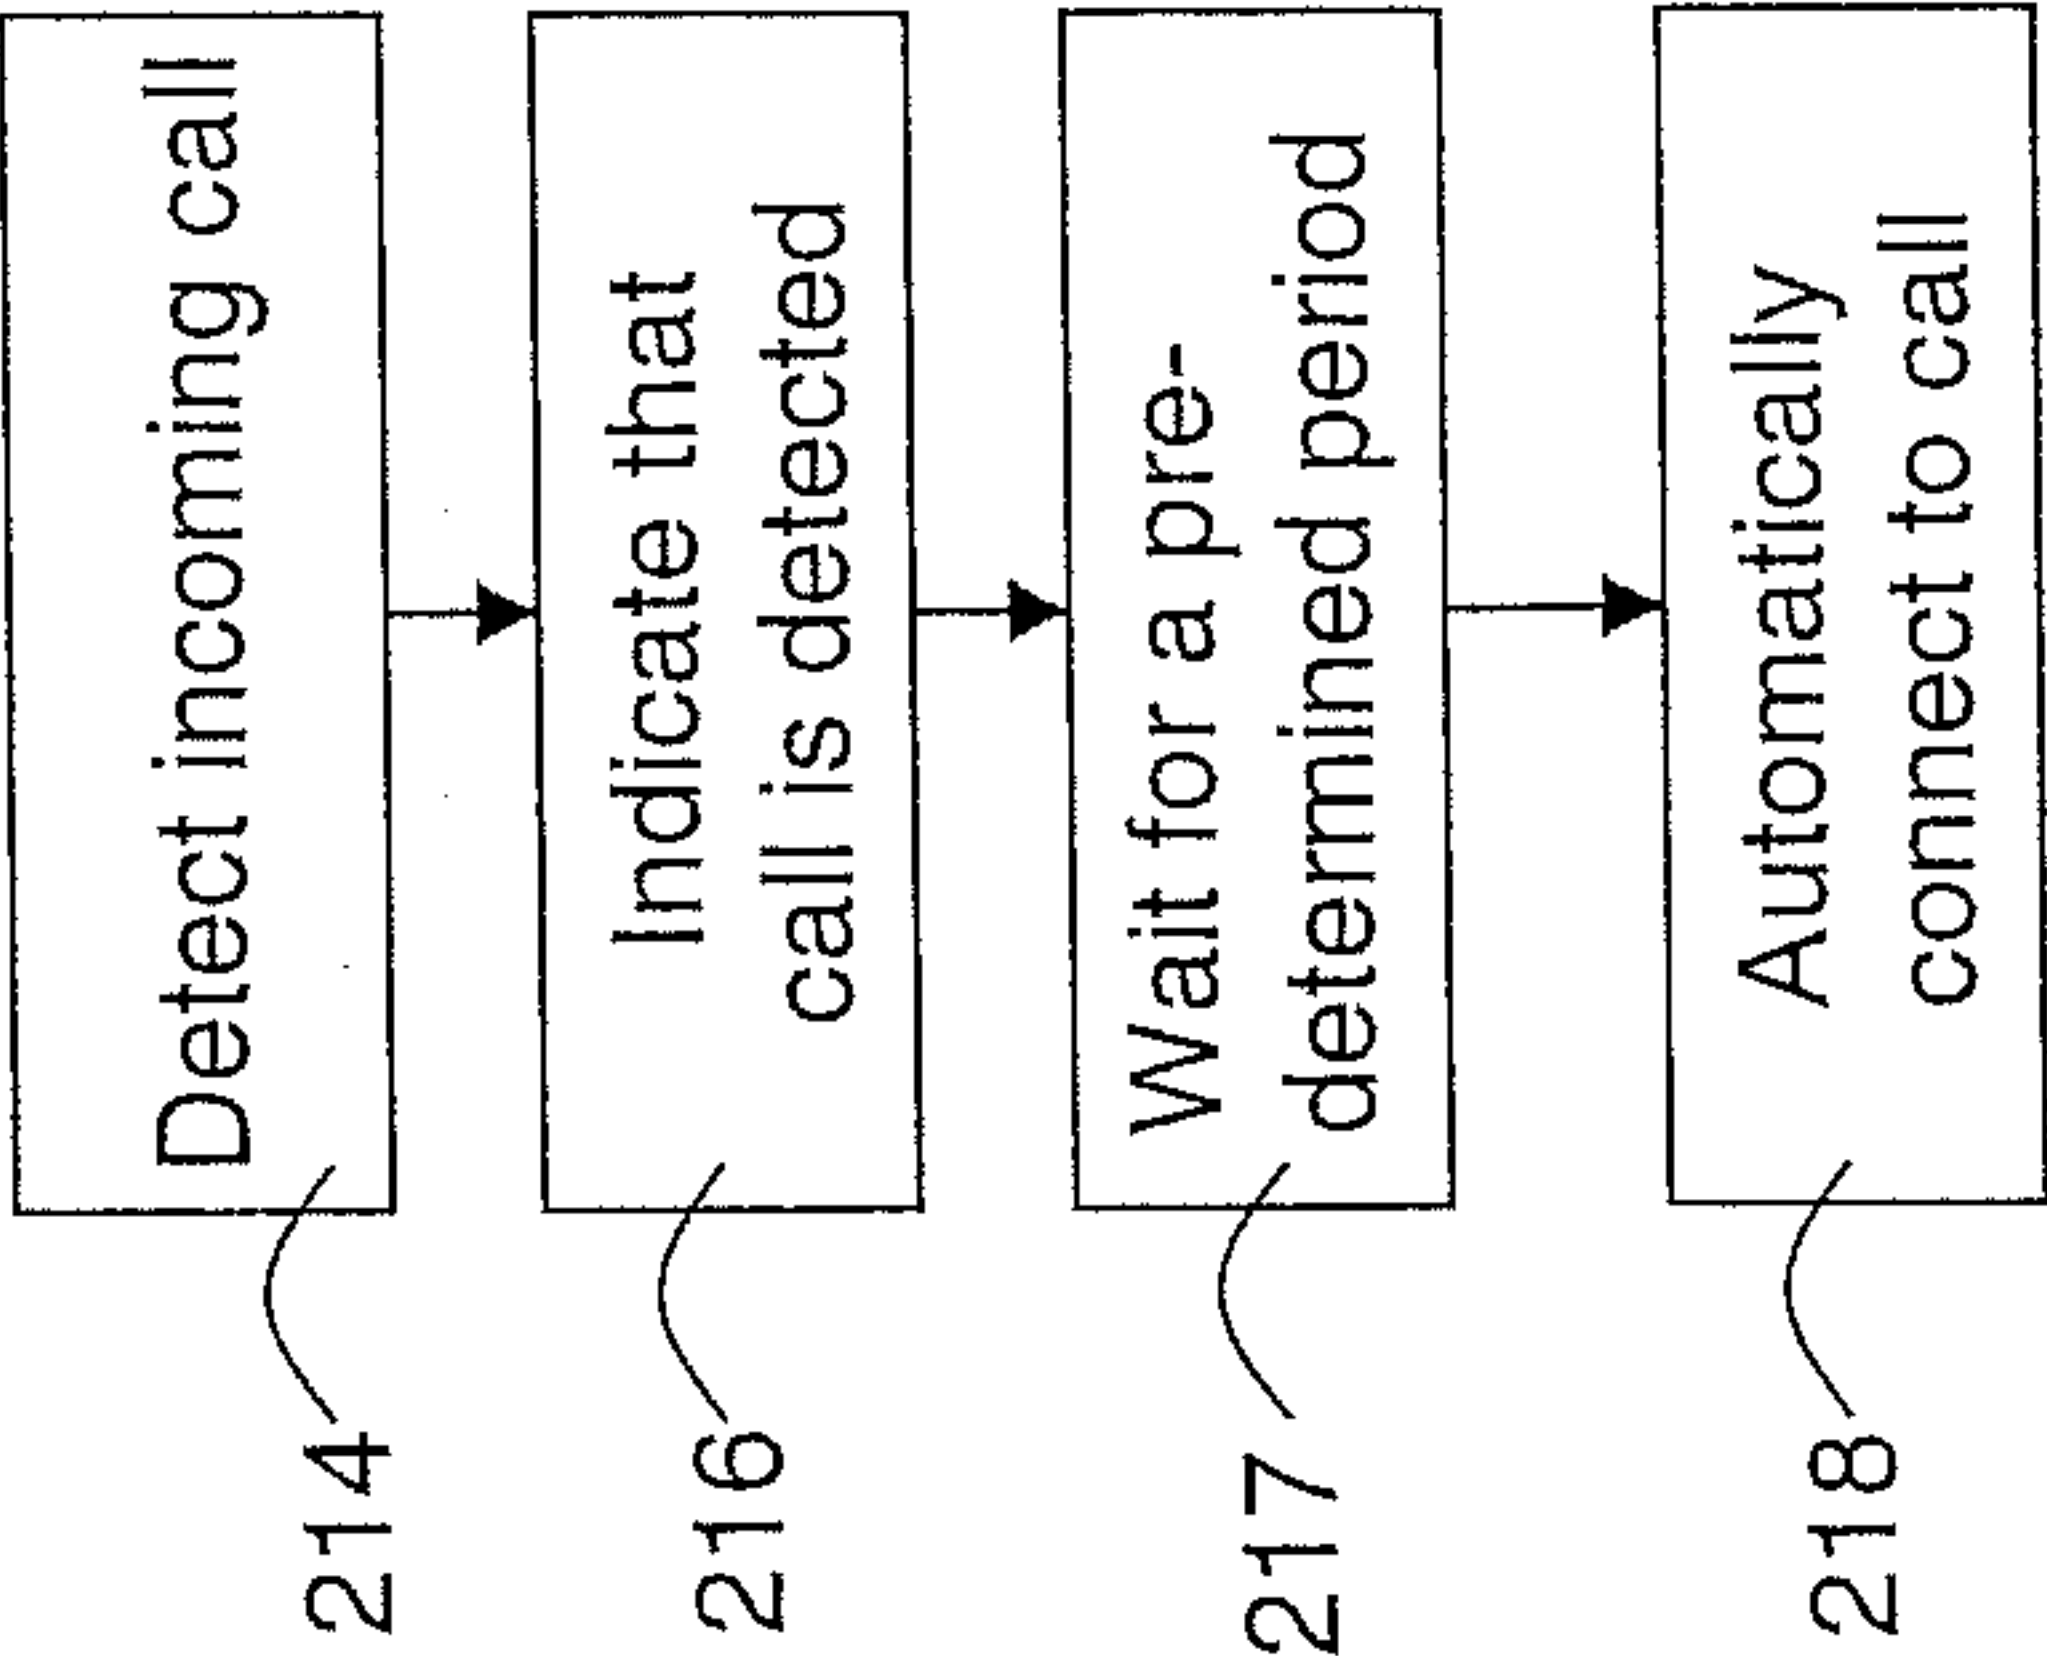 Detect incoming call
214
Indicate that
call is detected
216
Wait for a pre-
determined period
217
Automatically
connect to call
218